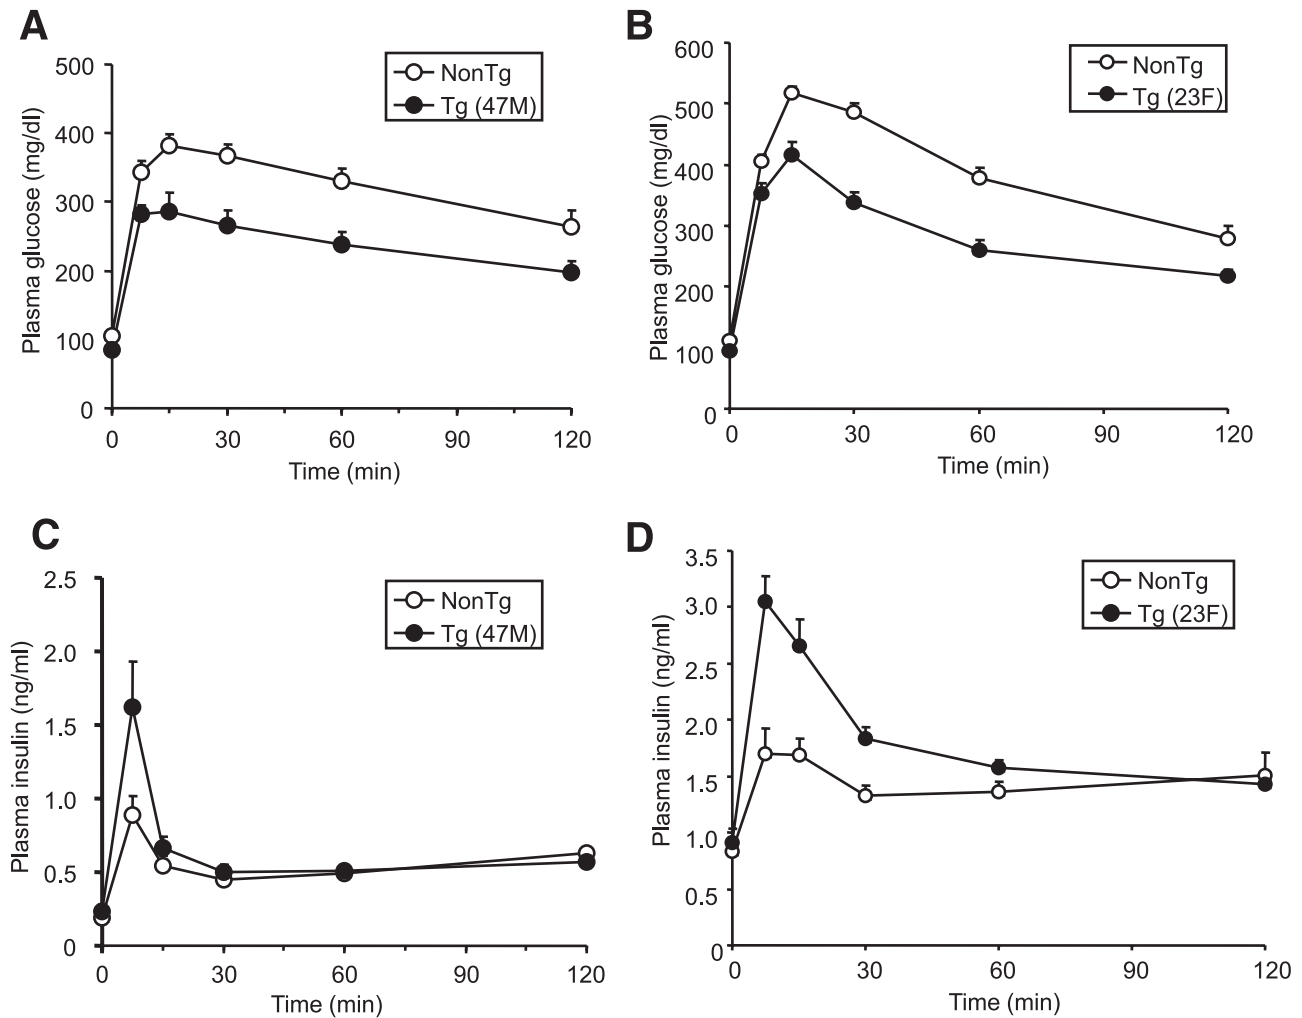 A
Plasma glucose (mg/dl)
500
400
300
200
100
0
0 30 60 90 120
Time (min)
NonTg
Tg (47M)
B
Plasma glucose (mg/dl)
600
500
400
300
200
100
0
0 30 60 90 120
Time (min)
NonTg
Tg (23F)
C
Plasma insulin (ng/ml)
2.5
2.0
1.5
1.0
0.5
0
0 30 60 90 120
Time (min)
NonTg
Tg (47M)
D
Plasma insulin (ng/ml)
3.5
3.0
2.5
2.0
1.5
1.0
0.5
0
0 30 60 90 120
Time (min)
NonTg
Tg (23F)